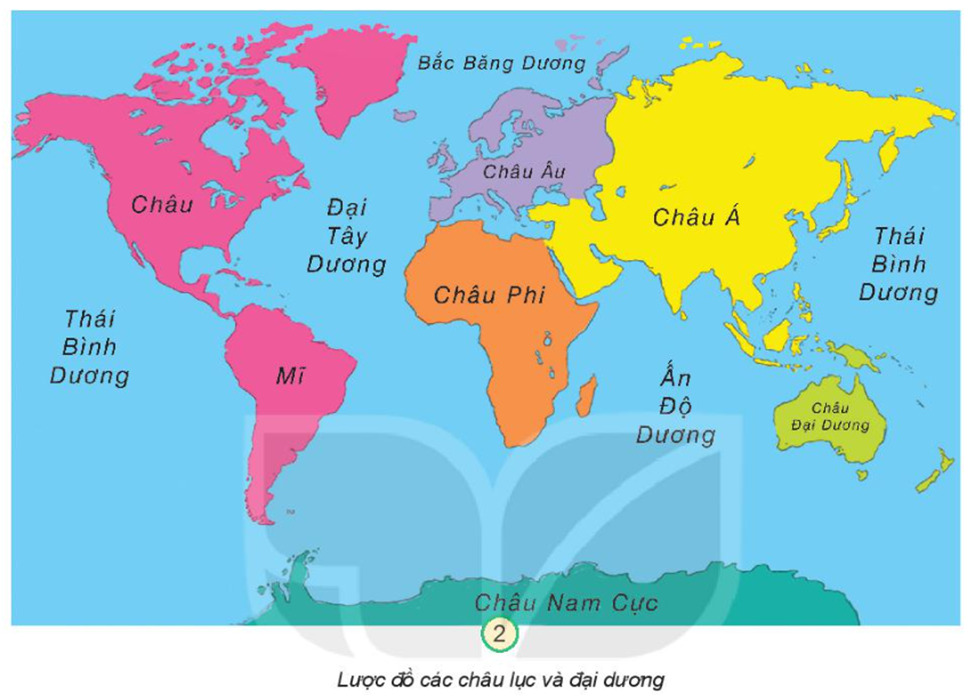 Bắc Băng Dương
Châu Âu
Châu
Đại
Tây
Dương
Châu Á
Thái
Bình
Dương
Châu Phi
Thái
Bình
Dương
Mĩ
Ấn
Độ
Dương
Châu
Đại Dương
Châu Nam Cực
2
Lược đồ các châu lục và đại dương